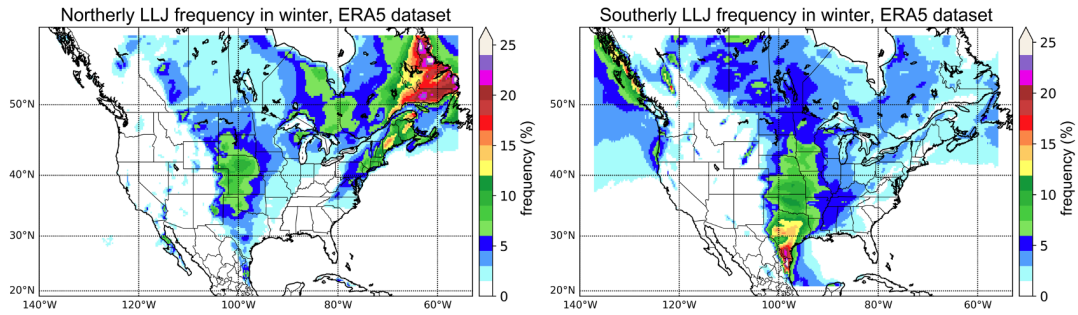 Northerly LLJ frequency in winter, ERA5 dataset
50°N
40°N
30°N
20°N
140°W 120°W 100°W 80°W 60°W
25
20
15
10
5
0
frequency (%)
Southerly LLJ frequency in winter, ERA5 dataset
50°N
40°N
30°N
20°N
140°W 120°W 100°W 80°W 60°W
25
20
15
10
5
0
frequency (%)